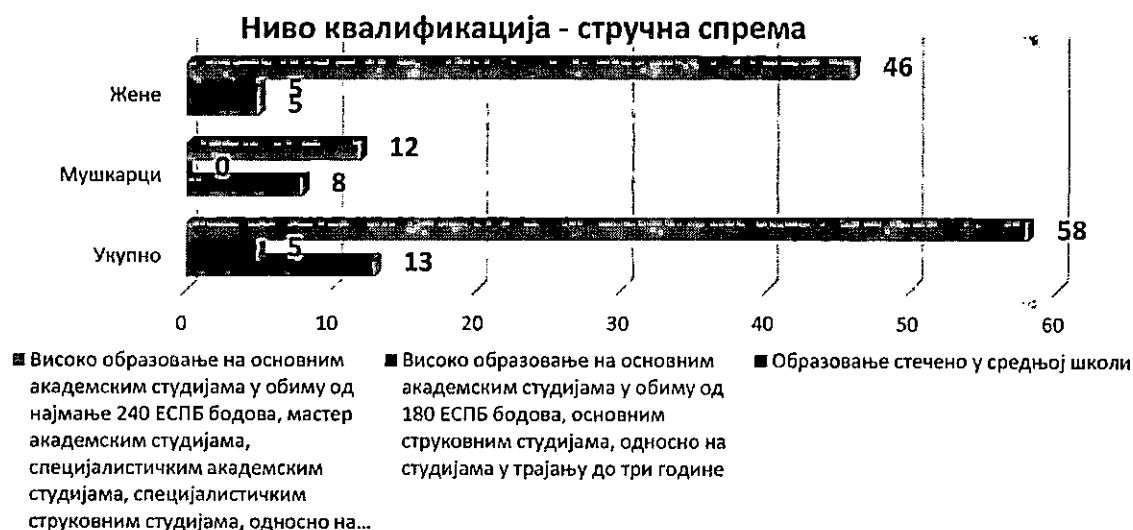 Ниво квалификација - стручна спрема
Жене
46
5
5
Мушкарци
12
0
8
Укупно
58
5
13
0 10 20 30 40 50 60
Високо образовање на основним
академским студијама у обиму од
најмање 240 ЕСПБ бодова, мастер
академским студијама,
специјалистичким академским
студијама, специјалистичким
струковним студијама, односно на...
Високо образовање на основним
академским студијама у обиму од
180 ЕСПБ бодова, основним
струковним студијама, односно на
студијама у трајању до три године
Образовање стечено у средњој школи